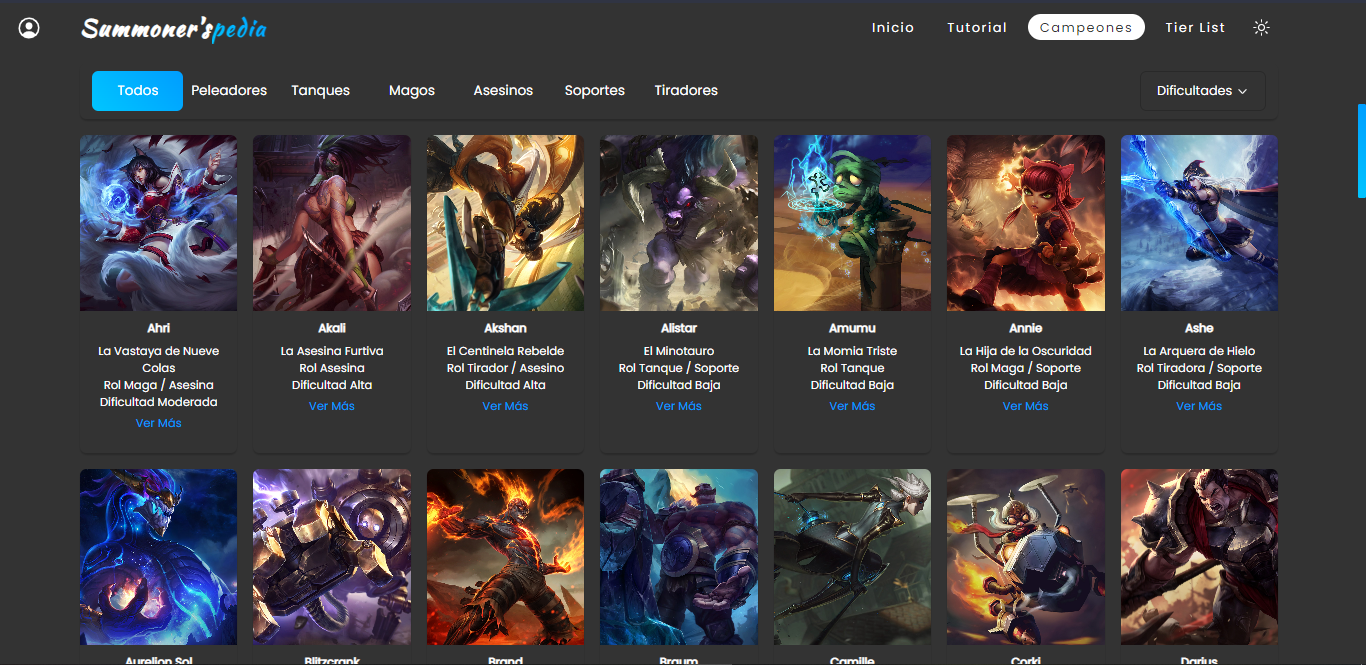 Summoner'spedia
Inicio Tutorial Campeones Tier List
Todos Peleadores Tanques Magos Asesinos Soportes Tiradores Dificultades
Ahri
La Vastaya de Nueve
Colas
Rol Maga / Asesina
Dificultad Moderada
Ver Más
Akali
La Asesina Furtiva
Rol Asesina
Dificultad Alta
Ver Más
Akshan
El Centinela Rebelde
Rol Tirador / Asesino
Dificultad Alta
Ver Más
Alistar
El Minotauro
Rol Tanque / Soporte
Dificultad Baja
Ver Más
Amumu
La Momia Triste
Rol Tanque
Dificultad Baja
Ver Más
Annie
La Hija de la Oscuridad
Rol Maga / Soporte
Dificultad Baja
Ver Más
Ashe
La Arquera de Hielo
Rol Tiradora / Soporte
Dificultad Baja
Ver Más
Aurelion Sol
Blitzcrank
Brand
Braum
Camille
Corki
Darius